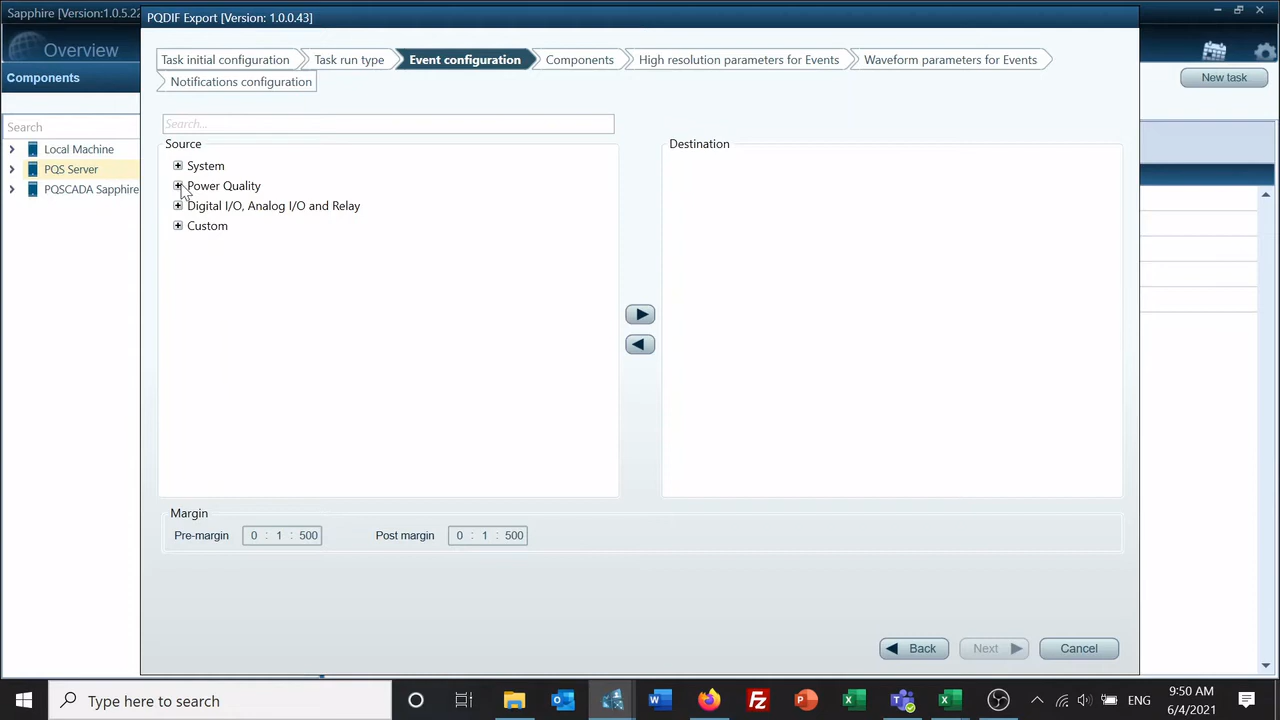 Sapphire [Version:1.0.5.22
PQDIF Export [Version: 1.0.0.43]
Overview
Task initial configuration
Task run type
Event configuration
Components
High resolution parameters for Events
Waveform parameters for Events
Notifications configuration
Components
New task
Search
Search...
Source
Destination
Local Machine
PQS Server
PQSCADA Sapphire
System
Power Quality
Digital I/O, Analog I/O and Relay
Custom
Margin
Pre-margin 0 : 1 : 500
Post margin 0 : 1 : 500
Back
Next
Cancel
Type here to search
ENG
9:50 AM
6/4/2021